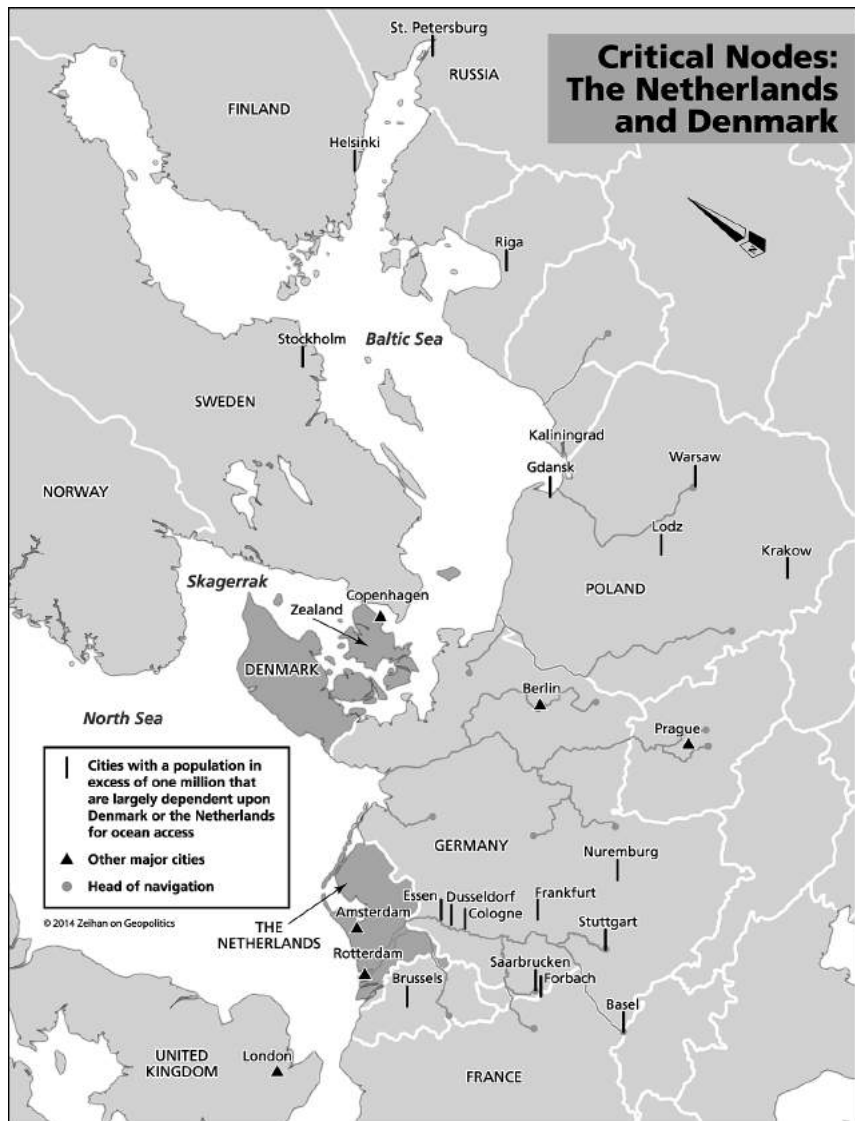 Critical Nodes:
The Netherlands
and Denmark
St. Petersburg
RUSSIA
FINLAND
Helsinki
N
Riga
Baltic Sea
Stockholm
SWEDEN
Kaliningrad
Gdansk
Warsaw
NORWAY
Lodz
Krakow
Skagerrak
Copenhagen
POLAND
Zealand
DENMARK
Berlin
North Sea
Prague
Cities with a population in
excess of one million that
are largely dependent upon
Denmark or the Netherlands
for ocean access
Other major cities
Head of navigation
© 2014 Zeihan on Geopolitics
GERMANY
Nuremburg
Essen
Dusseldorf
Cologne
Frankfurt
THE
NETHERLANDS
Amsterdam
Stuttgart
Rotterdam
Brussels
Saarbrucken
Forbach
Basel
UNITED
KINGDOM
London
FRANCE